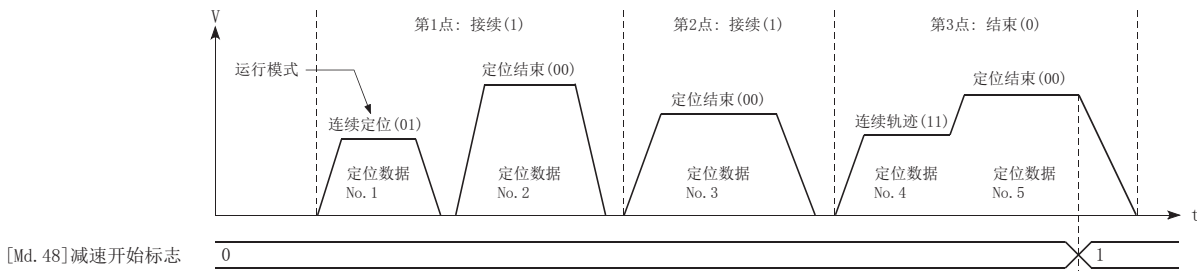 V
第1点: 接续(1)
第2点: 接续(1)
第3点: 结束(0)
运行模式
定位结束(00)
定位结束(00)
定位结束(00)
连续定位(01)
连续轨迹(11)
定位数据
No. 1
定位数据
No. 2
定位数据
No. 3
定位数据
No. 4
定位数据
No. 5
t
[Md. 48]减速开始标志
0
1